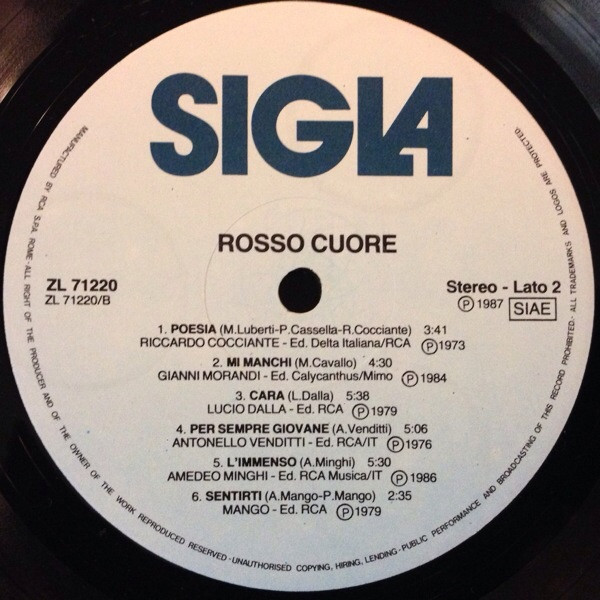 SIGLA
ROSSO CUORE
ZL 71220
ZL 71220/B
Stereo - Lato 2
Ⓟ 1987 SIAE
1. POESIA (M.Luberti-P.Cassella-R.Cocciante) 3:41
RICCARDO COCCIANTE - Ed. Delta Italiana/RCA Ⓟ 1973
2. MI MANCHI (M.Cavallo) 4:30
GIANNI MORANDI - Ed. Calycanthus/Mimo Ⓟ 1984
3. CARA (L.Dalla) 5:38
LUCIO DALLA - Ed. RCA Ⓟ 1979
4. PER SEMPRE GIOVANE (A.Venditti) 5:06
ANTONELLO VENDITTI - Ed. RCA/IT Ⓟ 1976
5. L'IMMENSO (A.Minghi) 5:30
AMEDEO MINGHI - Ed. RCA Musica/IT Ⓟ 1986
6. SENTIRTI (A.Mango-P.Mango) 2:35
MANGO - Ed. RCA Ⓟ 1979
MANUFACTURED BY RCA S.P.A. ROME - ALL RIGHT OF THE PRODUCER AND OF THE OWNER OF THE WORK REPRODUCED RESERVED - UNAUTHORISED COPYING, HIRING, LENDING - PUBLIC PERFORMANCE AND BROADCASTING OF THIS RECORD PROHIBITED. - ALL TRADEMARKS AND LOGOS ARE PROTECTED.